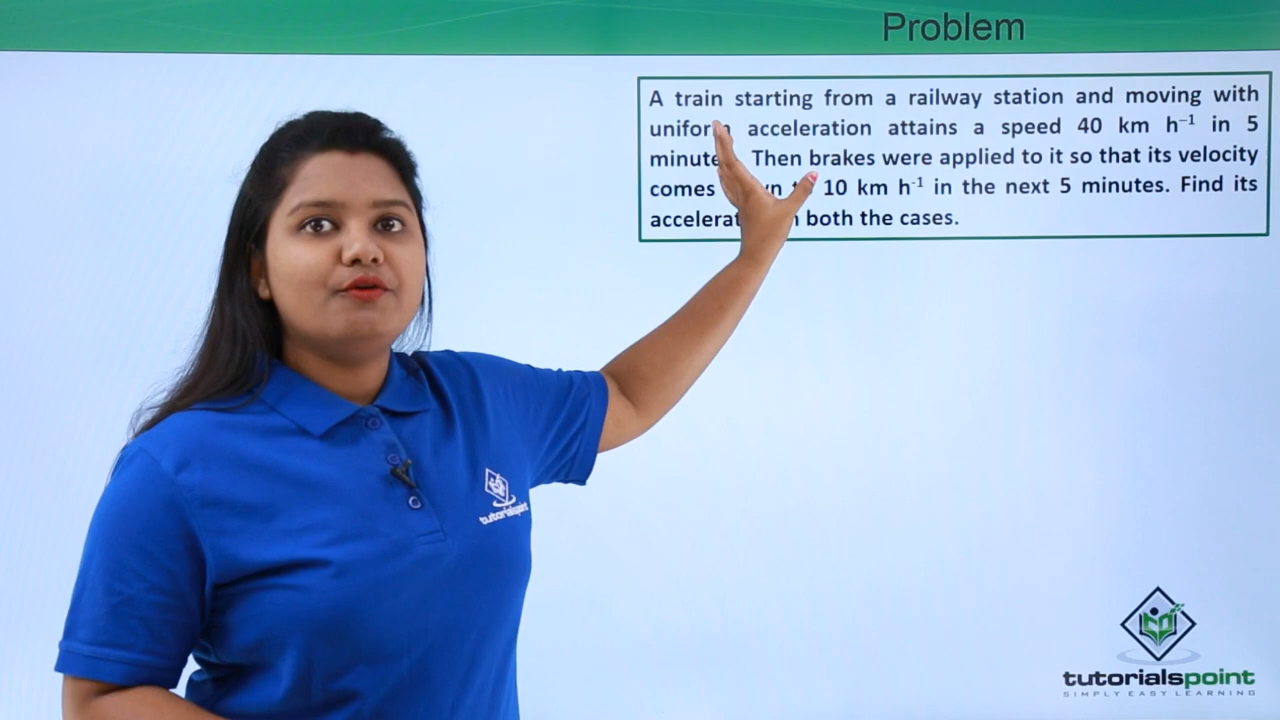 Problem
A train starting from a railway station and moving with
acceleration attains a speed 40 km h⁻¹ in 5
Then brakes were applied to it so that its velocity
comes 10 km h⁻¹ in the next 5 minutes. Find its
both the cases.
tutorialspoint
tutorialspoint
SIMPLY EASY LEARNING